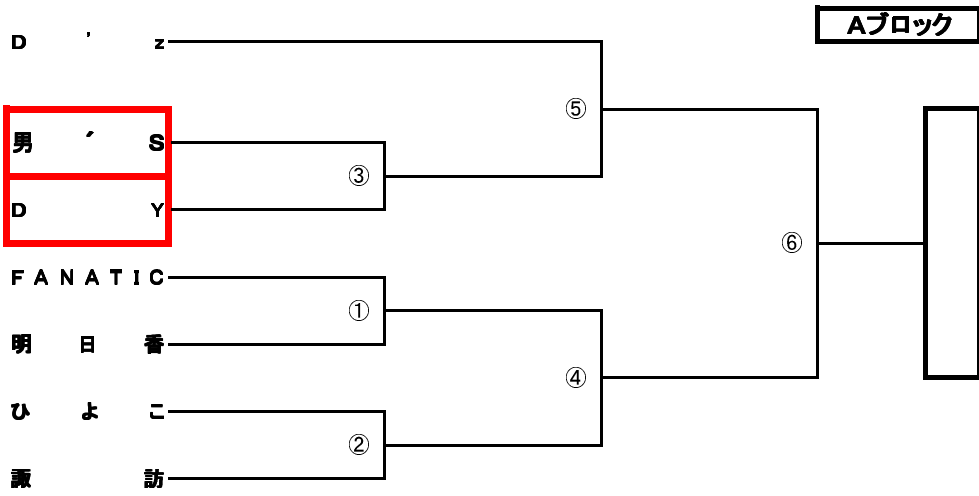 Aブロック
D ’ z
⑤
男 ´ S
③
D Y
⑥
FANATIC
①
明日香
④
ひよこ
②
諏訪